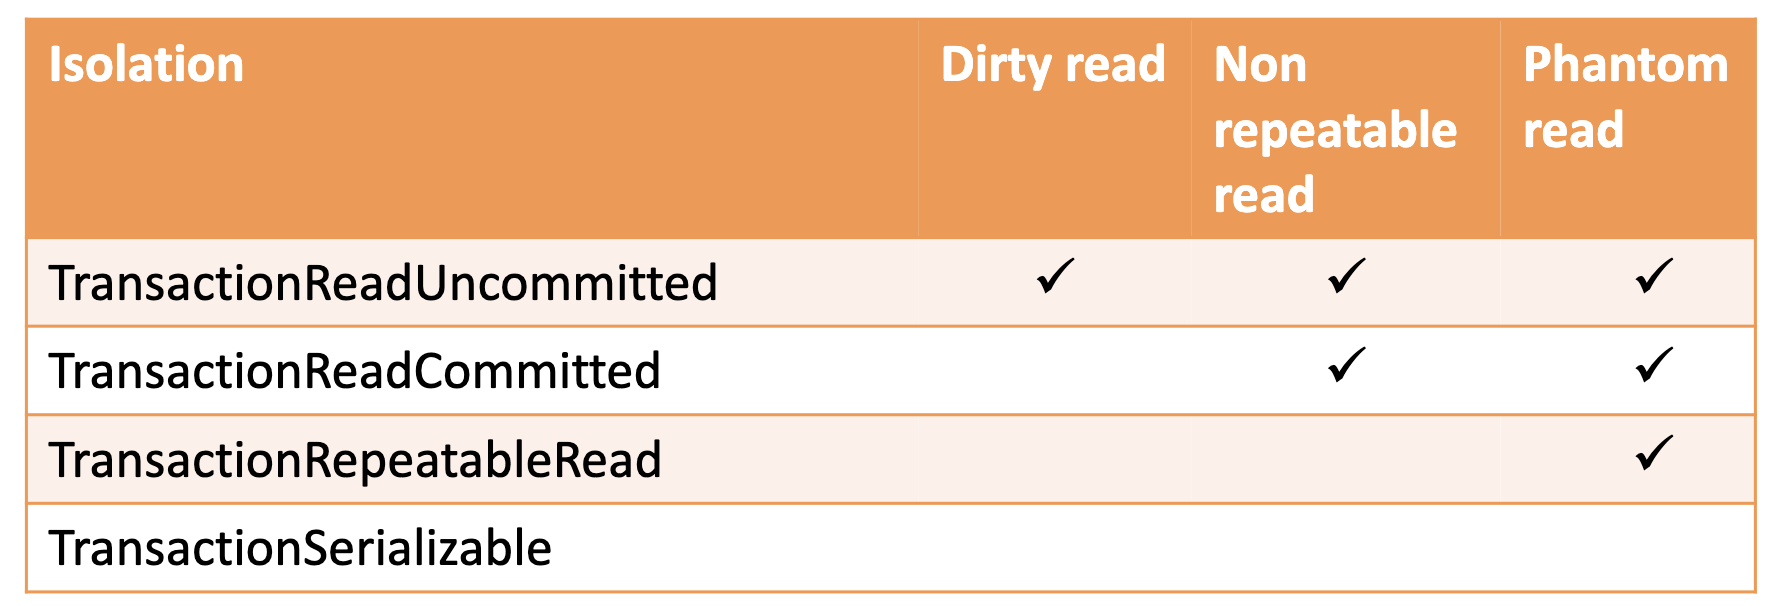 Isolation Dirty read Non repeatable read Phantom read
TransactionReadUncommitted ✓ ✓ ✓
TransactionReadCommitted ✓ ✓
TransactionRepeatableRead ✓
TransactionSerializable